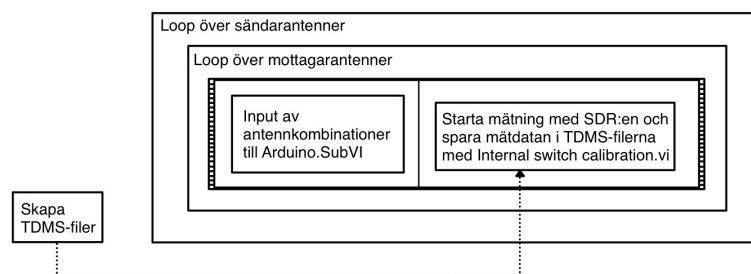 Loop över sändarantenner
Loop över mottagarantenner
Input av
antennkombinationer
till Arduino.SubVI
Starta mätning med SDR:en och
spara mätdatan i TDMS-filerna
med Internal switch calibration.vi
Skapa
TDMS-filer